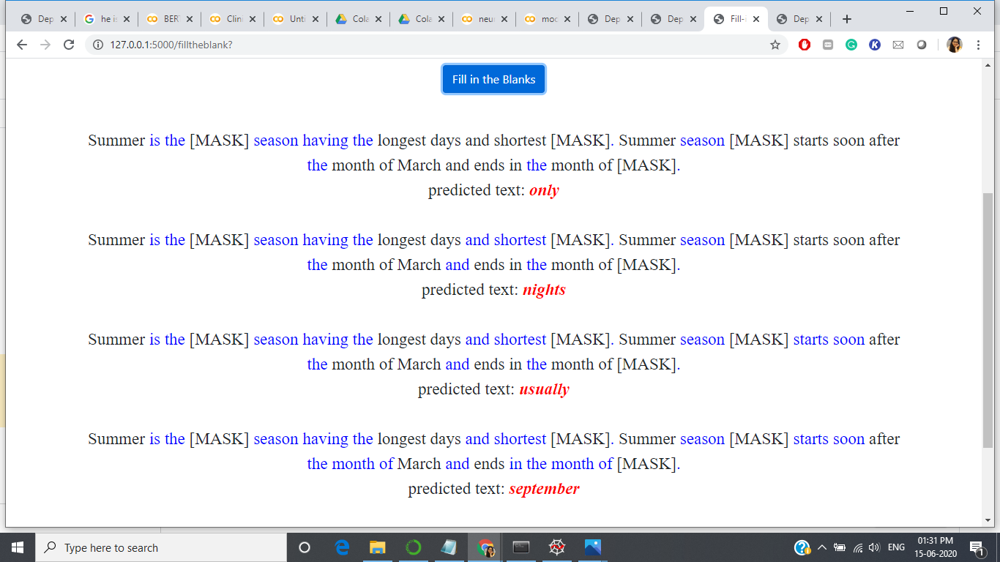 Dep
he is
BER
Clini
Unti
Cola
Cola
neur
moc
Dep
Dep
Fill-i
Dep
127.0.0.1:5000/filltheblank?
Fill in the Blanks
Summer is the [MASK] season having the longest days and shortest [MASK]. Summer season [MASK] starts soon after
the month of March and ends in the month of [MASK].
predicted text: only
Summer is the [MASK] season having the longest days and shortest [MASK]. Summer season [MASK] starts soon after
the month of March and ends in the month of [MASK].
predicted text: nights
Summer is the [MASK] season having the longest days and shortest [MASK]. Summer season [MASK] starts soon after
the month of March and ends in the month of [MASK].
predicted text: usually
Summer is the [MASK] season having the longest days and shortest [MASK]. Summer season [MASK] starts soon after
the month of March and ends in the month of [MASK].
predicted text: september
Type here to search
ENG
01:31 PM
15-06-2020
1